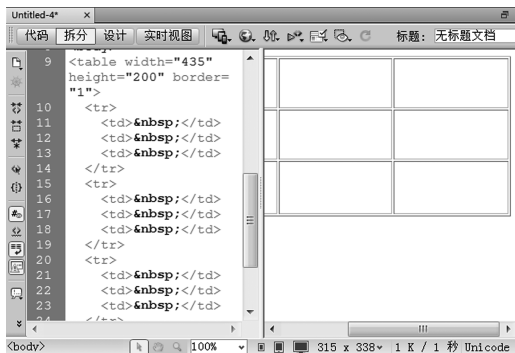 Untitled-4* ×
代码 拆分 设计 实时视图 标题: 无标题文档
9 <table width="435"
height="200" border=
"1">
10 <tr>
11 <td>&nbsp;</td>
12 <td>&nbsp;</td>
13 <td>&nbsp;</td>
14 </tr>
15 <tr>
16 <td>&nbsp;</td>
17 <td>&nbsp;</td>
18 <td>&nbsp;</td>
19 </tr>
20 <tr>
21 <td>&nbsp;</td>
22 <td>&nbsp;</td>
23 <td>&nbsp;</td>
<body> 100% 315 x 338 1 K / 1 秒 Unicode